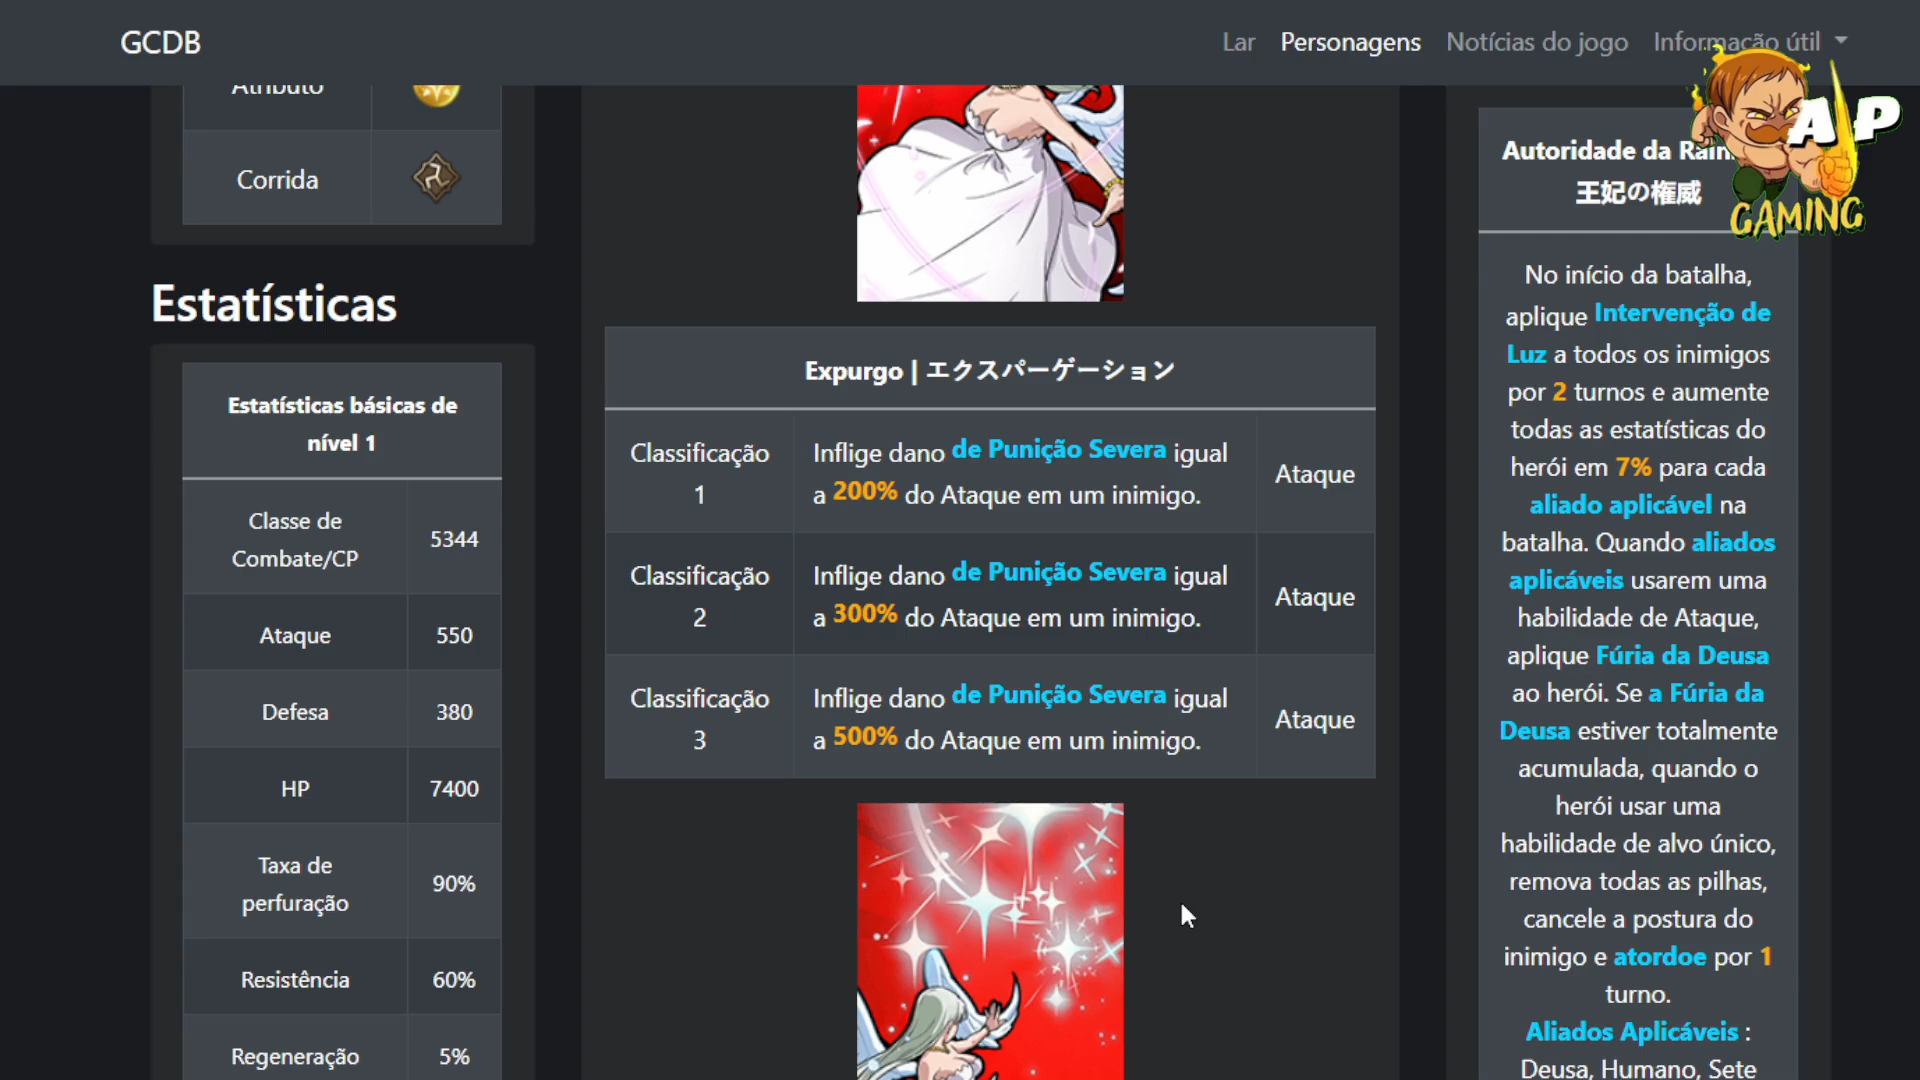 GCDB
Lar
Personagens
Notícias do jogo
Informação útil
Atributo
Corrida
Estatísticas
Estatísticas básicas de
nível 1
Classe de
Combate/CP
5344
Ataque
550
Defesa
380
HP
7400
Taxa de
perfuração
90%
Resistência
60%
Regeneração
5%
Expurgo | エクスパーゲーション
Classificação
1
Inflige dano de Punição Severa igual
a 200% do Ataque em um inimigo.
Ataque
Classificação
2
Inflige dano de Punição Severa igual
a 300% do Ataque em um inimigo.
Ataque
Classificação
3
Inflige dano de Punição Severa igual
a 500% do Ataque em um inimigo.
Ataque
AP
GAMING
Autoridade da
王妃の権威
No início da batalha,
aplique Intervenção de
Luz a todos os inimigos
por 2 turnos e aumente
todas as estatísticas do
herói em 7% para cada
aliado aplicável na
batalha. Quando aliados
aplicáveis usarem uma
habilidade de Ataque,
aplique Fúria da Deusa
ao herói. Se a Fúria da
Deusa estiver totalmente
acumulada, quando o
herói usar uma
habilidade de alvo único,
remova todas as pilhas,
cancele a postura do
inimigo e atordoe por 1
turno.
Aliados Aplicáveis :
Deusa, Humano, Sete